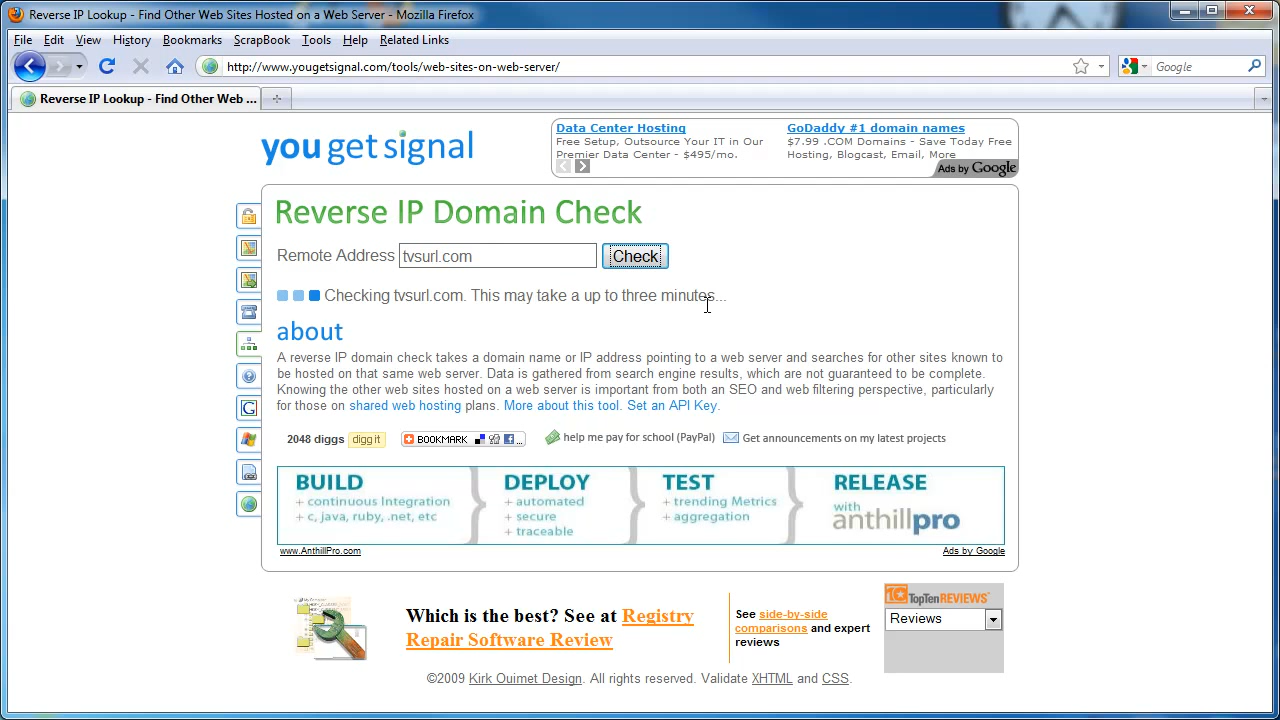 Reverse IP Lookup - Find Other Web Sites Hosted on a Web Server - Mozilla Firefox
File Edit View History Bookmarks ScrapBook Tools Help Related Links
http://www.yougetsignal.com/tools/web-sites-on-web-server/
Google
Reverse IP Lookup - Find Other Web ...
you get signal
Data Center Hosting
Free Setup, Outsource Your IT in Our
Premier Data Center - $495/mo.
GoDaddy #1 domain names
$7.99 .COM Domains - Save Today Free
Hosting, Blogcast, Email, More
Ads by Google
Reverse IP Domain Check
Remote Address tvsurl.com Check
Checking tvsurl.com. This may take a up to three minutes...
about
A reverse IP domain check takes a domain name or IP address pointing to a web server and searches for other sites known to
be hosted on that same web server. Data is gathered from search engine results, which are not guaranteed to be complete.
Knowing the other web sites hosted on a web server is important from both an SEO and web filtering perspective, particularly
for those on shared web hosting plans. More about this tool. Set an API Key.
2048 diggs digg it BOOKMARK ... help me pay for school (PayPal) Get announcements on my latest projects
BUILD
+ continuous Integration
+ c, java, ruby, .net, etc
DEPLOY
+ automated
+ secure
+ traceable
TEST
+ trending Metrics
+ aggregation
RELEASE
with
anthillpro
www.AnthillPro.com
Ads by Google
Which is the best? See at Registry
Repair Software Review
See side-by-side
comparisons and expert
reviews
10 TopTenREVIEWS
Reviews
©2009 Kirk Ouimet Design. All rights reserved. Validate XHTML and CSS.